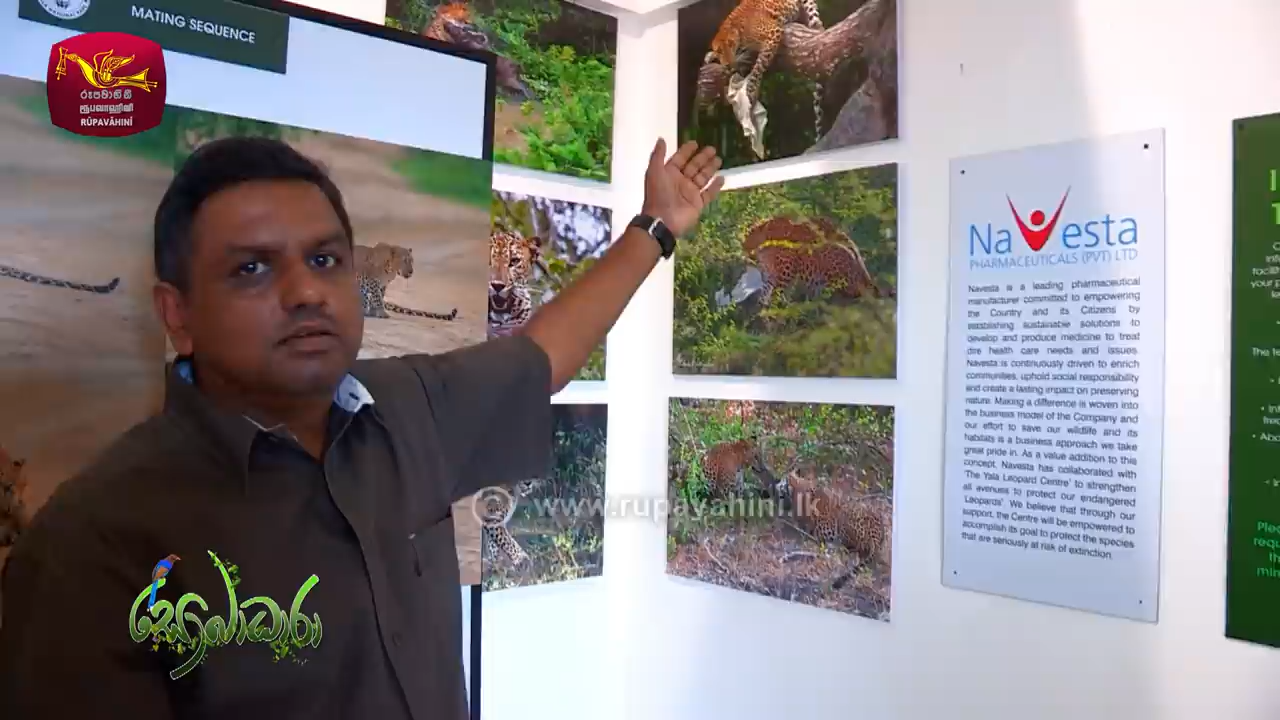 MATING SEQUENCE
රූපවාහිනී
ரூபவாஹினி
RŪPAVĀHINĪ
NaVesta
PHARMACEUTICALS (PVT) LTD
Navesta is a leading pharmaceutical
manufacturer committed to empowering
the Country and its Citizens by
establishing sustainable solutions to
develop and produce medicine to treat
dire health care needs and issues.
Navesta is continuously driven to enrich
communities, uphold social responsibility
and create a lasting impact on preserving
nature. Making a difference is woven into
the business model of the Company and
our effort to save our wildlife and its
habitats is a business approach we take
great pride in. As a value addition to this
concept, Navesta has collaborated with
'The Yala Leopard Centre' to strengthen
all avenues to protect our endangered
'Leopards'. We believe that through our
support, the Centre will be empowered to
accomplish its goal to protect the species
that are seriously at risk of extinction.
www.rupavahini.lk
සොබාධාරා